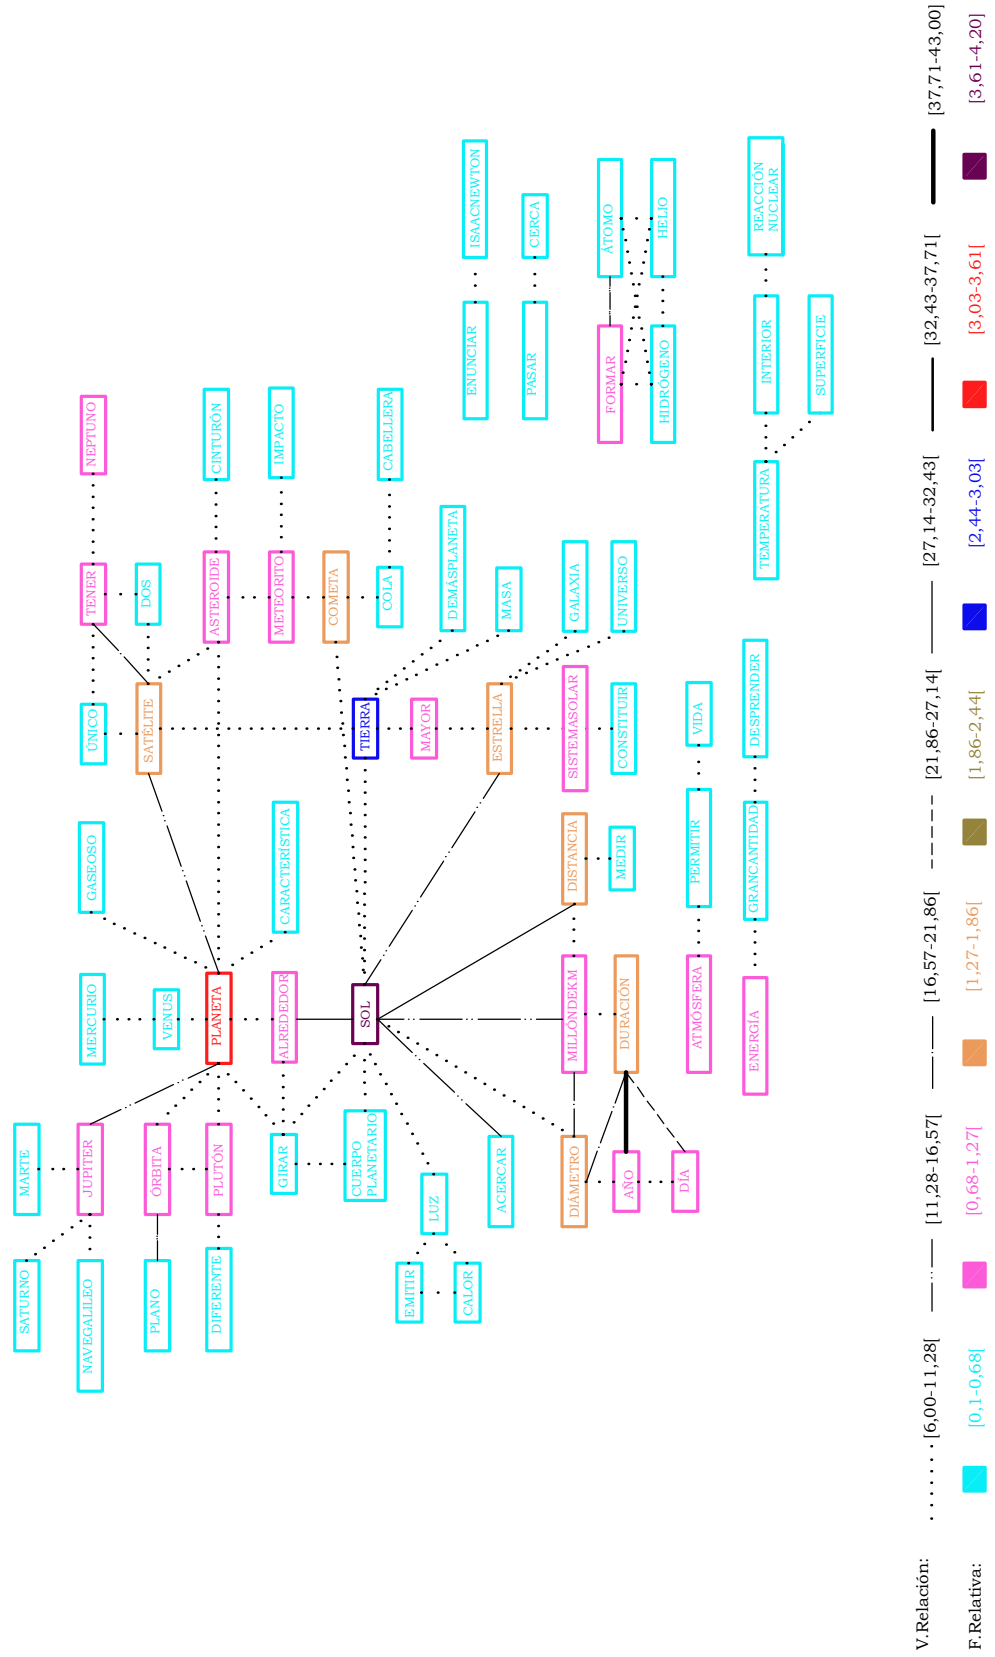 SATURNO
MARTE
NAVEGALILEO
JUPITER
MERCURIO
GASEOSO
ÚNICO
TENER
NEPTUNO
PLANO
ÓRBITA
VENUS
SATÉLITE
DOS
DIFERENTE
PLUTÓN
PLANETA
ASTEROIDE
CINTURÓN
GIRAR
ALREDEDOR
CARACTERÍSTICA
METEORITO
IMPACTO
COMETA
CUERPO
PLANETARIO
SOL
TIERRA
COLA
CABELLERA
EMITIR
LUZ
MAYOR
DEMÁSPLANETA
CALOR
ACERCAR
ESTRELLA
MASA
ENUNCIAR
ISAACNEWTON
PASAR
CERCA
DIÁMETRO
MILLÓNDEKM
DISTANCIA
SISTEMASOLAR
GALAXIA
FORMAR
ÁTOMO
AÑO
DURACIÓN
MEDIR
CONSTITUIR
UNIVERSO
HIDRÓGENO
HELIO
DÍA
ATMÓSFERA
PERMITIR
VIDA
ENERGÍA
GRANCANTIDAD
DESPRENDER
TEMPERATURA
INTERIOR
REACCIÓN
NUCLEAR
SUPERFICIE
V.Relación: [6,00-11,28[ [11,28-16,57[ [16,57-21,86[ [21,86-27,14[ [27,14-32,43[ [32,43-37,71[ [37,71-43,00]
F.Relativa: [0,1-0,68[ [0,68-1,27[ [1,27-1,86[ [1,86-2,44[ [2,44-3,03[ [3,03-3,61[ [3,61-4,20]